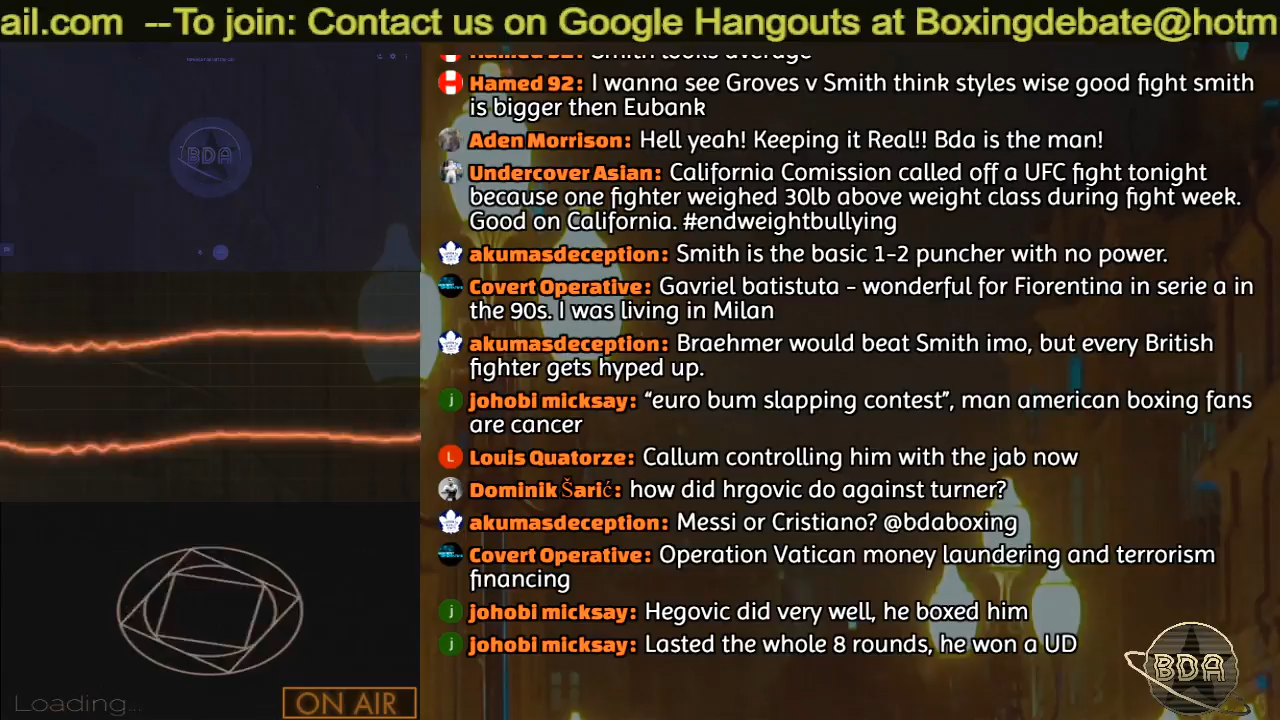 ail.com --To join: Contact us on Google Hangouts at Boxingdebate@hotm
Hamed 92: Smith looks average
Hamed 92: I wanna see Groves v Smith think styles wise good fight smith
is bigger then Eubank
Aden Morrison: Hell yeah! Keeping it Real!! Bda is the man!
Undercover Asian: California Comission called off a UFC fight tonight
because one fighter weighed 30lb above weight class during fight week.
Good on California. #endweightbullying
akumasdeception: Smith is the basic 1-2 puncher with no power.
Covert Operative: Gavriel batistuta - wonderful for Fiorentina in serie a in
the 90s. I was living in Milan
akumasdeception: Braehmer would beat Smith imo, but every British
fighter gets hyped up.
johobi micksay: “euro bum slapping contest”, man american boxing fans
are cancer
Louis Quatorze: Callum controlling him with the jab now
Dominik Šarić: how did hrgovic do against turner?
akumasdeception: Messi or Cristiano? @bdaboxing
Covert Operative: Operation Vatican money laundering and terrorism
financing
johobi micksay: Hegovic did very well, he boxed him
johobi micksay: Lasted the whole 8 rounds, he won a UD
BDA
Loading...
ON AIR
BDA